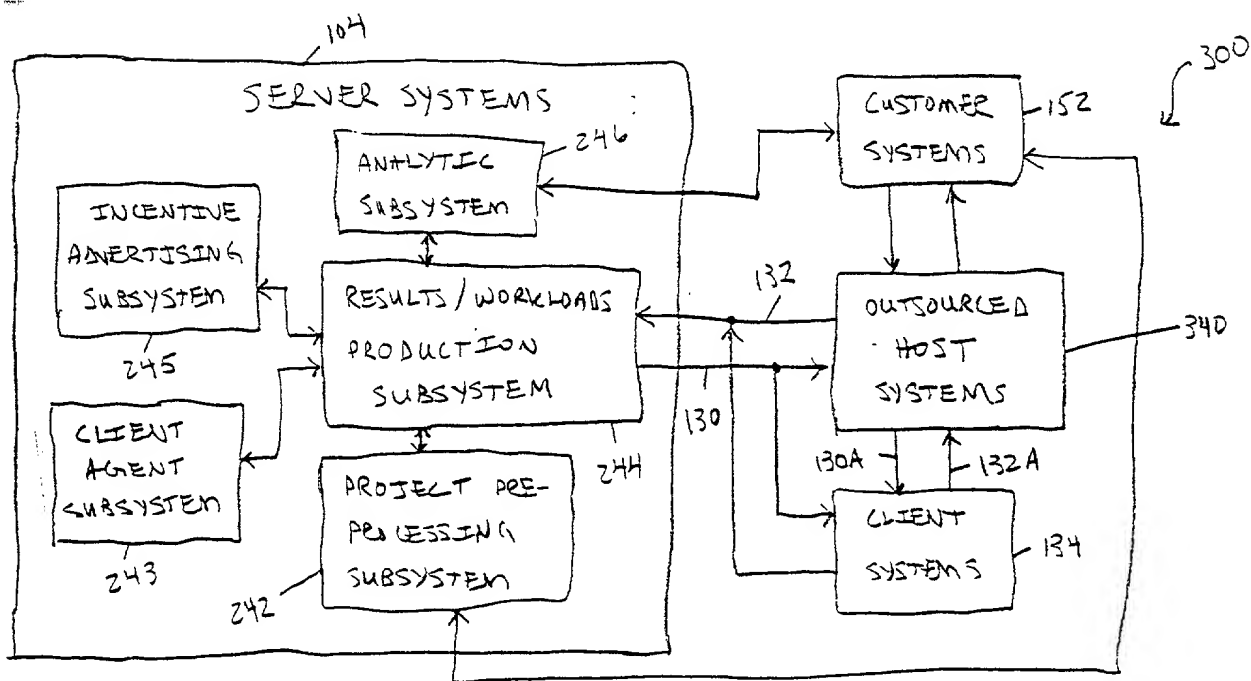 104
SERVER SYSTEMS
300
CUSTOMER
SYSTEMS
152
ANALYTIC
SUBSYSTEM
246
INCENTIVE
ADVERTISING
SUBSYSTEM
245
RESULTS/WORKLOADS
PRODUCTION
SUBSYSTEM
244
132
130
OUTSOURCED
HOST
SYSTEMS
340
CLIENT
AGENT
SUBSYSTEM
243
PROJECT PRE-
PROCESSING
SUBSYSTEM
242
130A
132A
CLIENT
SYSTEMS
134